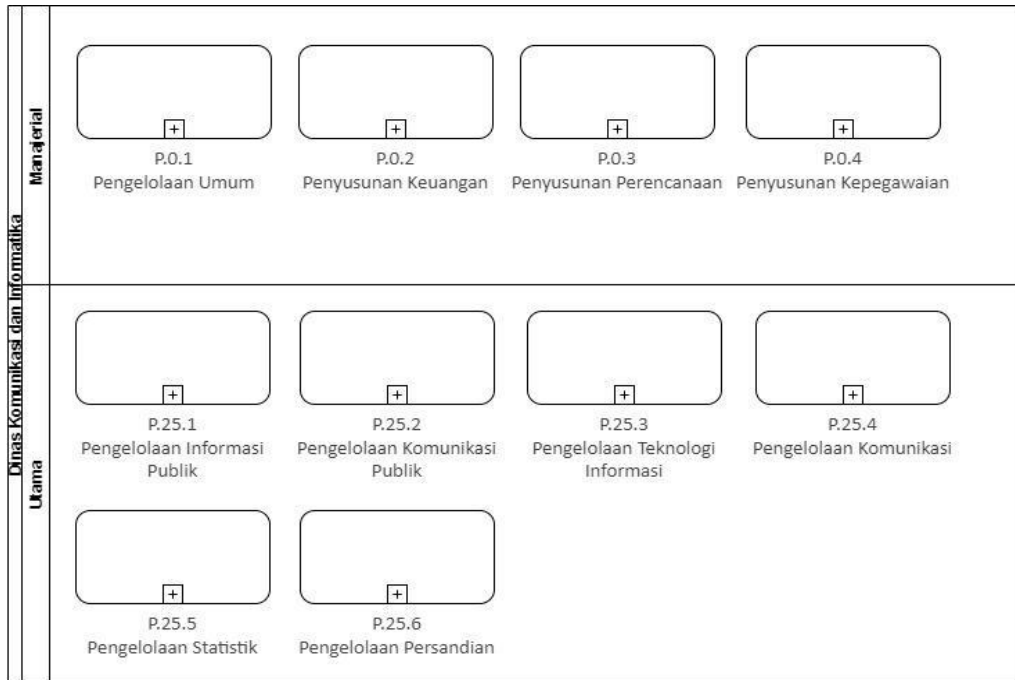 Dinas Komunikasi dan Informatika
Manajerial
P.0.1
Pengelolaan Umum
P.0.2
Penyusunan Keuangan
P.0.3
Penyusunan Perencanaan
P.0.4
Penyusunan Kepegawaian
Utama
P.25.1
Pengelolaan Informasi
Publik
P.25.2
Pengelolaan Komunikasi
Publik
P.25.3
Pengelolaan Teknologi
Informasi
P.25.4
Pengelolaan Komunikasi
P.25.5
Pengelolaan Statistik
P.25.6
Pengelolaan Persandian